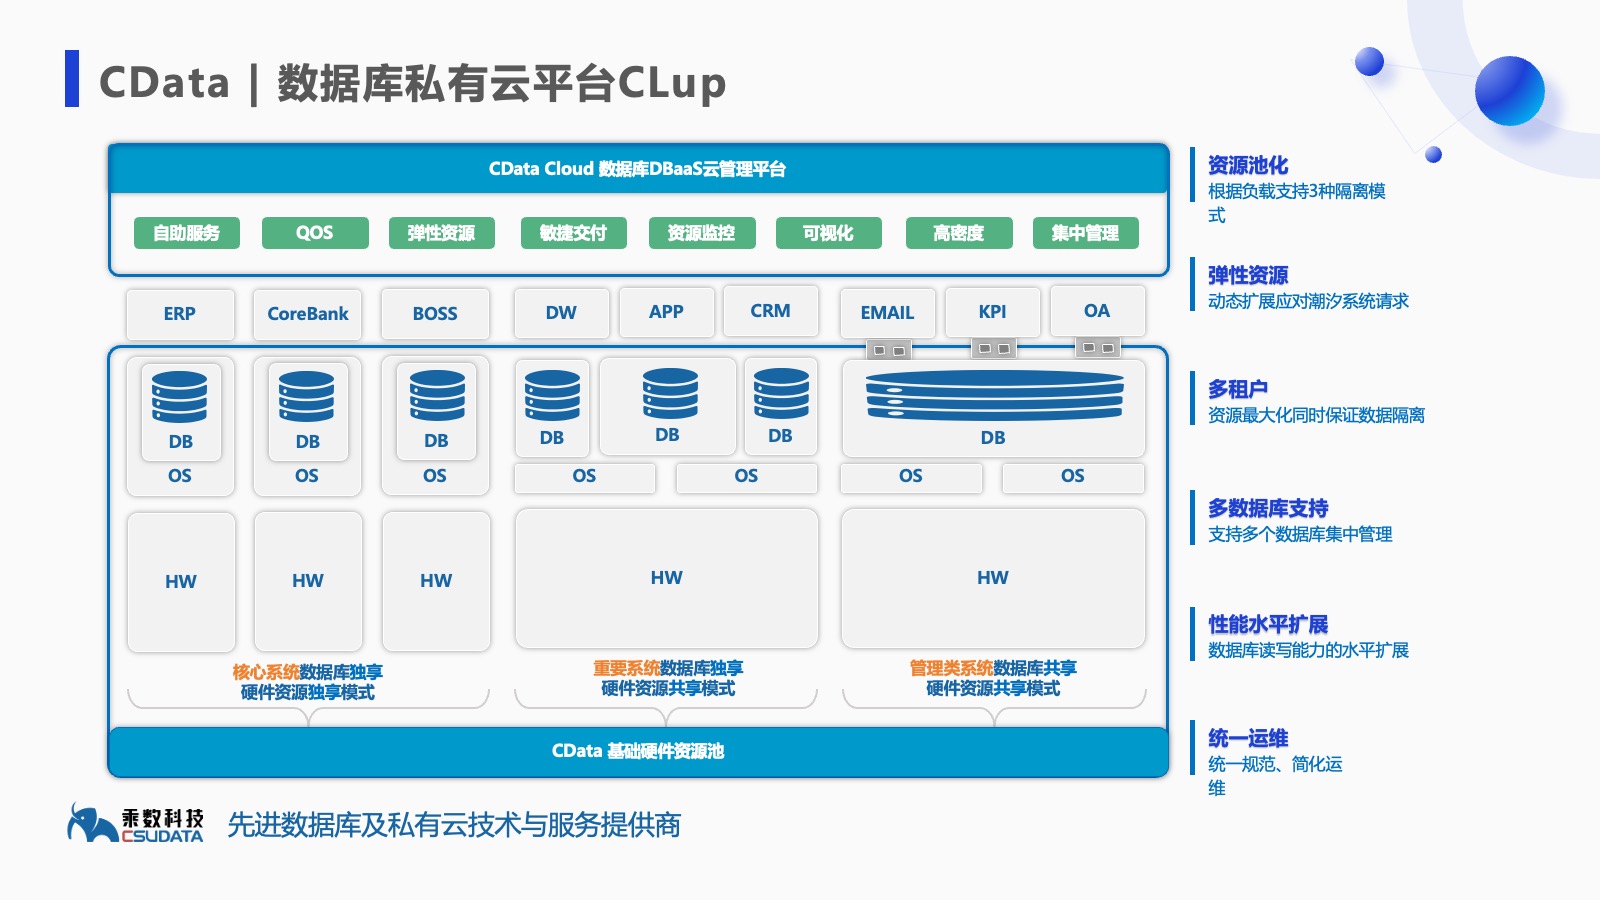 CData | 数据库私有云平台CLup
CData Cloud 数据库DBaaS云管理平台
自助服务
QOS
弹性资源
敏捷交付
资源监控
可视化
高密度
集中管理
ERP
CoreBank
BOSS
DW
APP
CRM
EMAIL
KPI
OA
DB
DB
DB
DB
DB
DB
DB
OS
OS
OS
OS
OS
OS
OS
HW
HW
HW
HW
HW
核心系统数据库独享
硬件资源独享模式
重要系统数据库独享
硬件资源共享模式
管理类系统数据库共享
硬件资源共享模式
CData 基础硬件资源池
资源池化
根据负载支持3种隔离模
式
弹性资源
动态扩展应对潮汐系统请求
多租户
资源最大化同时保证数据隔离
多数据库支持
支持多个数据库集中管理
性能水平扩展
数据库读写能力的水平扩展
统一运维
统一规范、简化运
维
乘数科技
CSUDATA
先进数据库及私有云技术与服务提供商